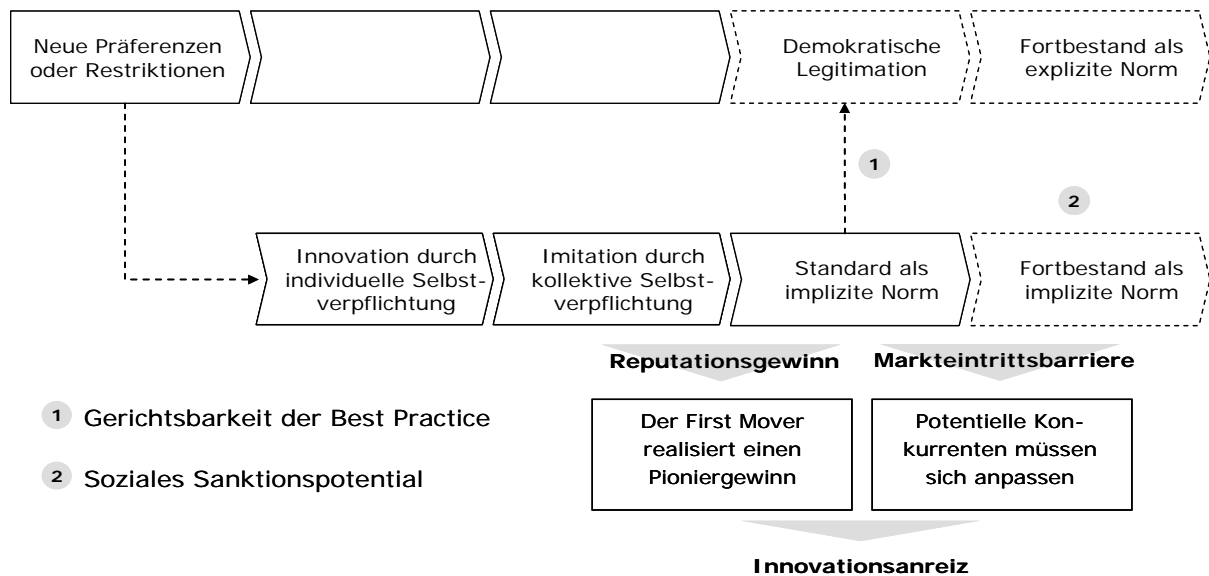 Neue Präferenzen
oder Restriktionen
Demokratische
Legitimation
Fortbestand als
explizite Norm
1
2
Innovation durch
individuelle Selbst-
verpflichtung
Imitation durch
kollektive Selbst-
verpflichtung
Standard als
implizite Norm
Fortbestand als
implizite Norm
Reputationsgewinn
Markteintrittsbarriere
1 Gerichtsbarkeit der Best Practice
2 Soziales Sanktionspotential
Der First Mover
realisiert einen
Pioniergewinn
Potentielle Kon-
kurrenten müssen
sich anpassen
Innovationsanreiz